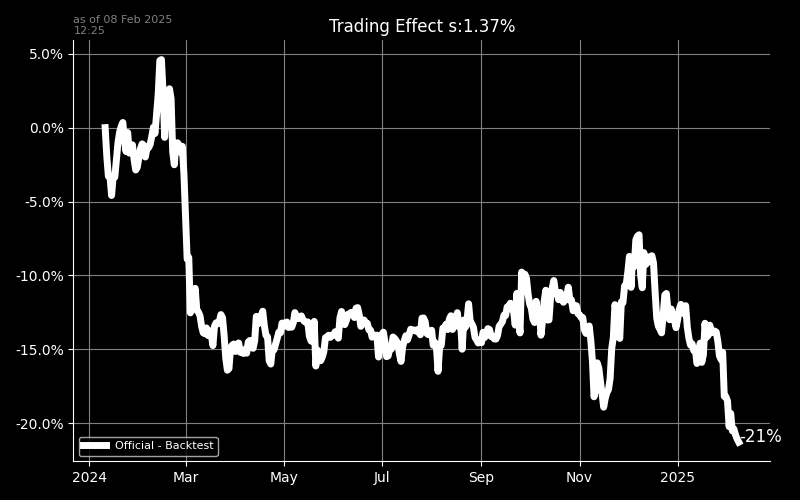 as of 08 Feb 2025
12:25
Trading Effect s:1.37%
5.0%
0.0%
-5.0%
-10.0%
-15.0%
-20.0%
-21%
Official - Backtest
2024 Mar May Jul Sep Nov 2025